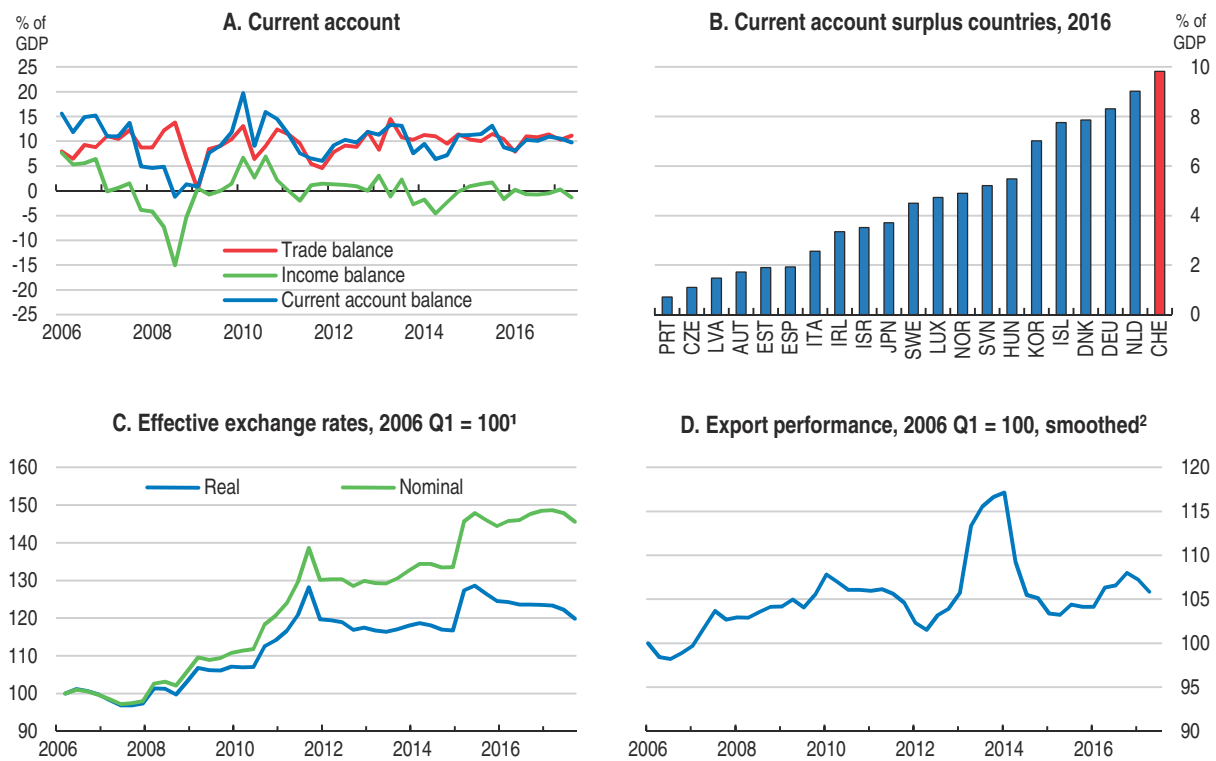 A. Current account
% of
GDP
25
20
15
10
5
0
-5
-10
-15
-20
-25
Trade balance
Income balance
Current account balance
2006 2008 2010 2012 2014 2016
B. Current account surplus countries, 2016
% of
GDP
10
8
6
4
2
0
PRT CZE LVA AUT EST ESP ITA IRL ISR JPN SWE LUX NOR SVN HUN KOR ISL DNK DEU NLD CHE
C. Effective exchange rates, 2006 Q1 = 100¹
160
150
140
130
120
110
100
90
Real Nominal
2006 2008 2010 2012 2014 2016
D. Export performance, 2006 Q1 = 100, smoothed²
120
115
110
105
100
95
90
2006 2008 2010 2012 2014 2016